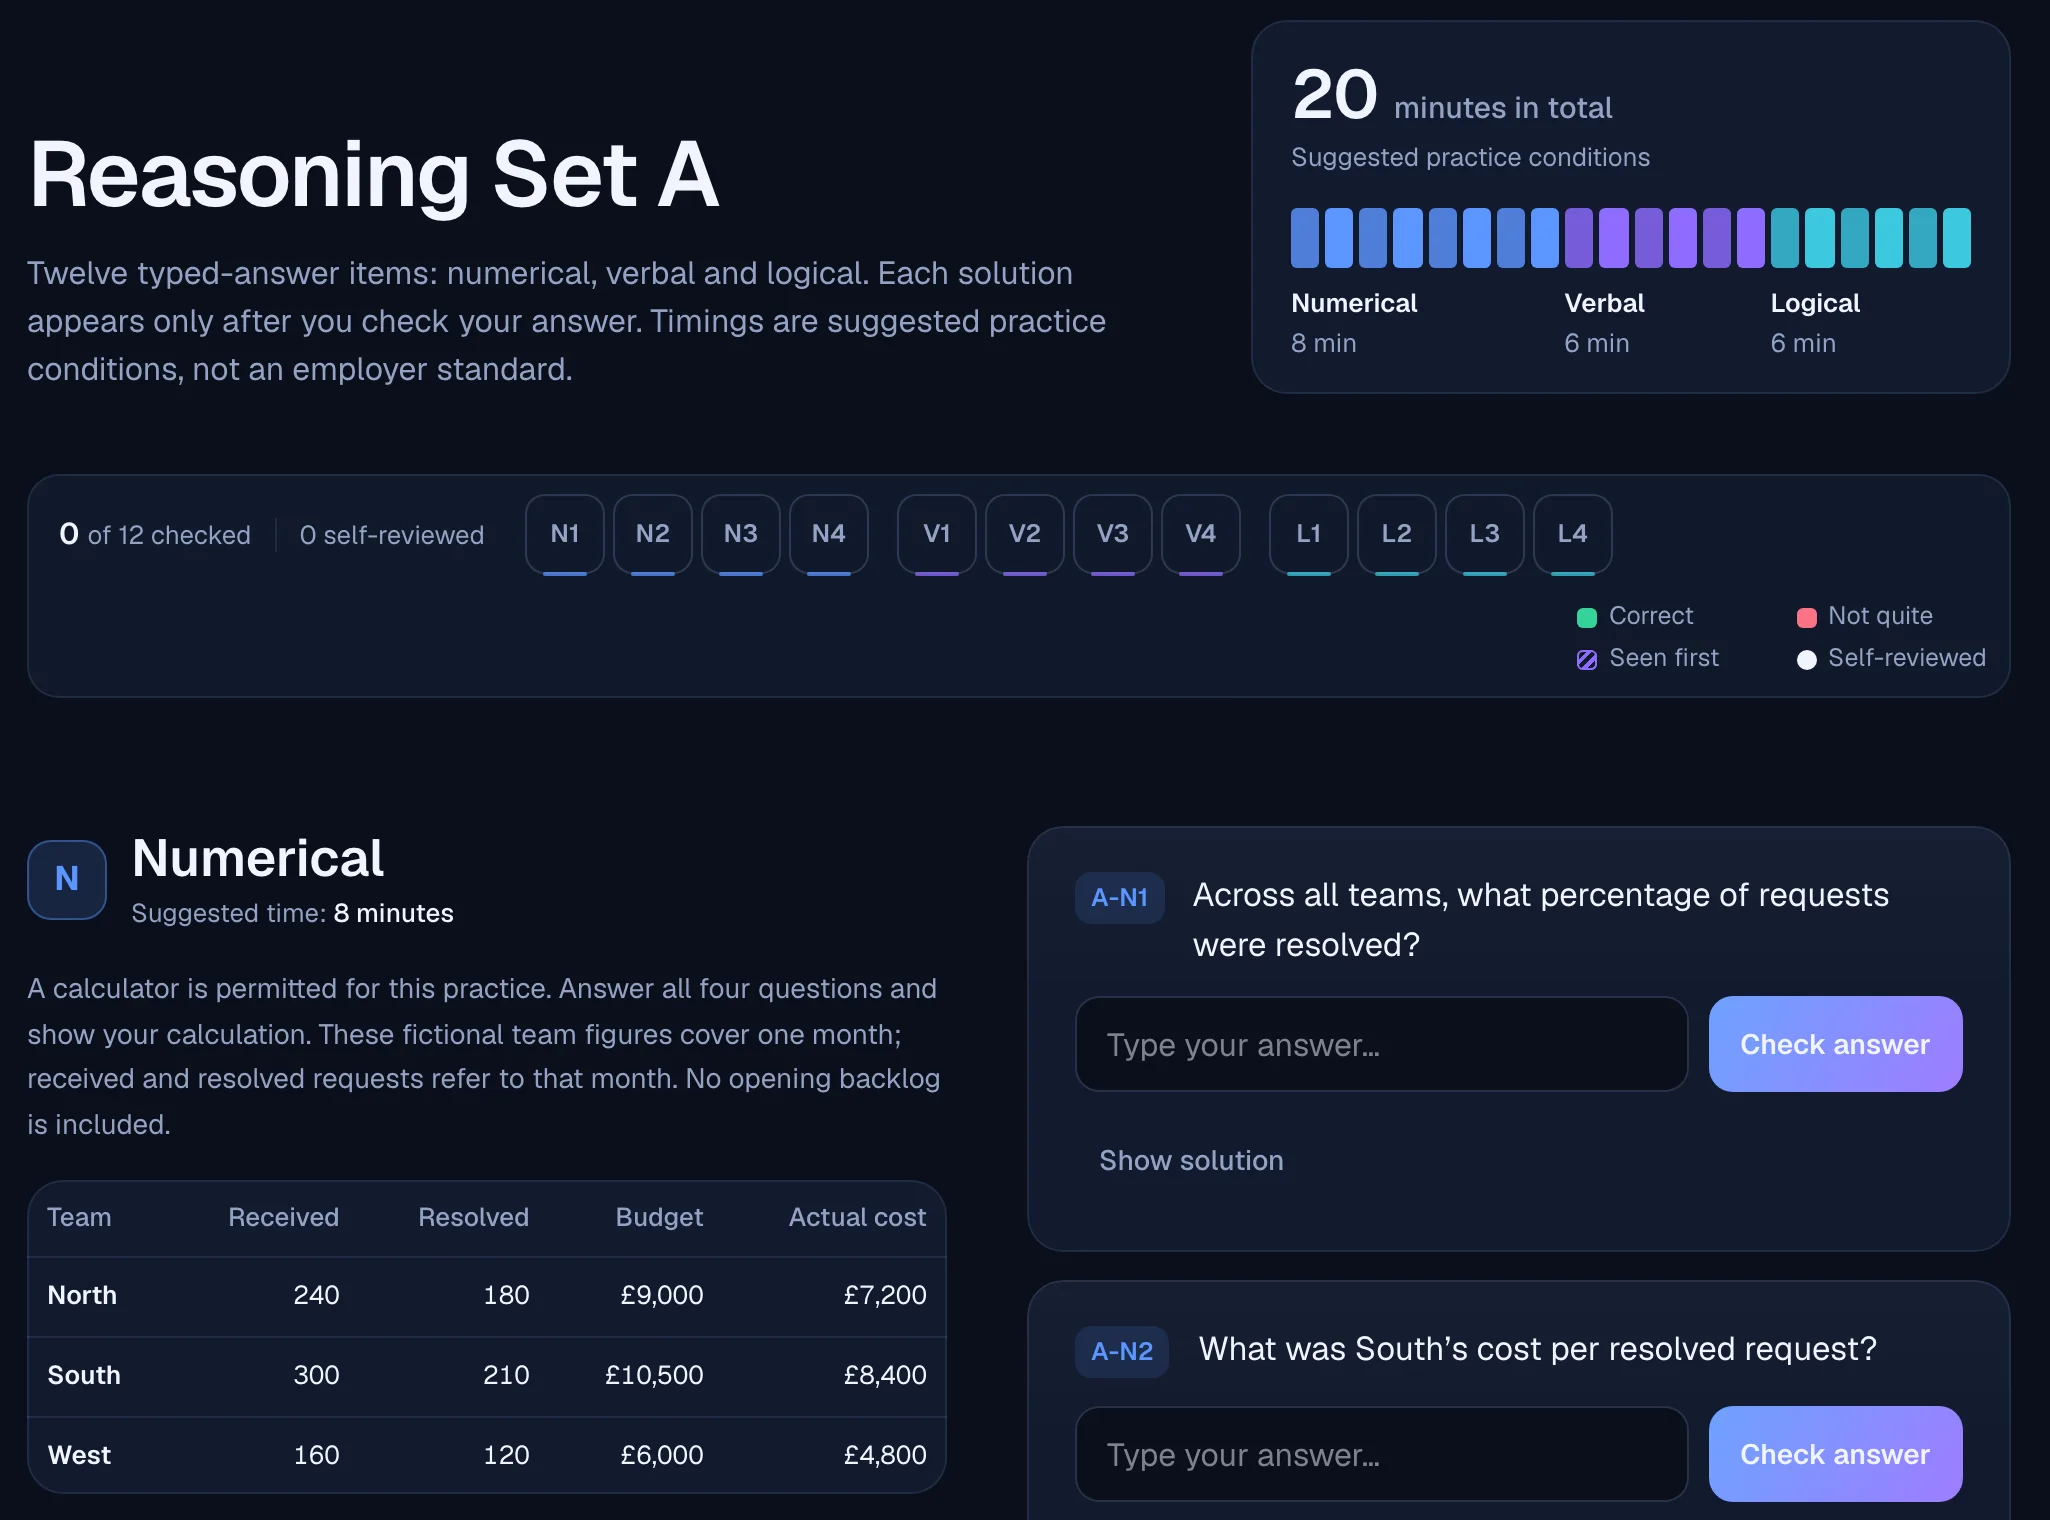 20 minutes in total
Suggested practice conditions
Numerical Verbal Logical
8 min 6 min 6 min
Reasoning Set A
Twelve typed-answer items: numerical, verbal and logical. Each solution
appears only after you check your answer. Timings are suggested practice
conditions, not an employer standard.
0 of 12 checked 0 self-reviewed N1 N2 N3 N4 V1 V2 V3 V4 L1 L2 L3 L4
Correct Not quite
Seen first Self-reviewed
N Numerical
Suggested time: 8 minutes
A calculator is permitted for this practice. Answer all four questions and
show your calculation. These fictional team figures cover one month;
received and resolved requests refer to that month. No opening backlog
is included.
Team Received Resolved Budget Actual cost
North 240 180 £9,000 £7,200
South 300 210 £10,500 £8,400
West 160 120 £6,000 £4,800
A-N1 Across all teams, what percentage of requests
were resolved?
Type your answer… Check answer
Show solution
A-N2 What was South’s cost per resolved request?
Type your answer… Check answer